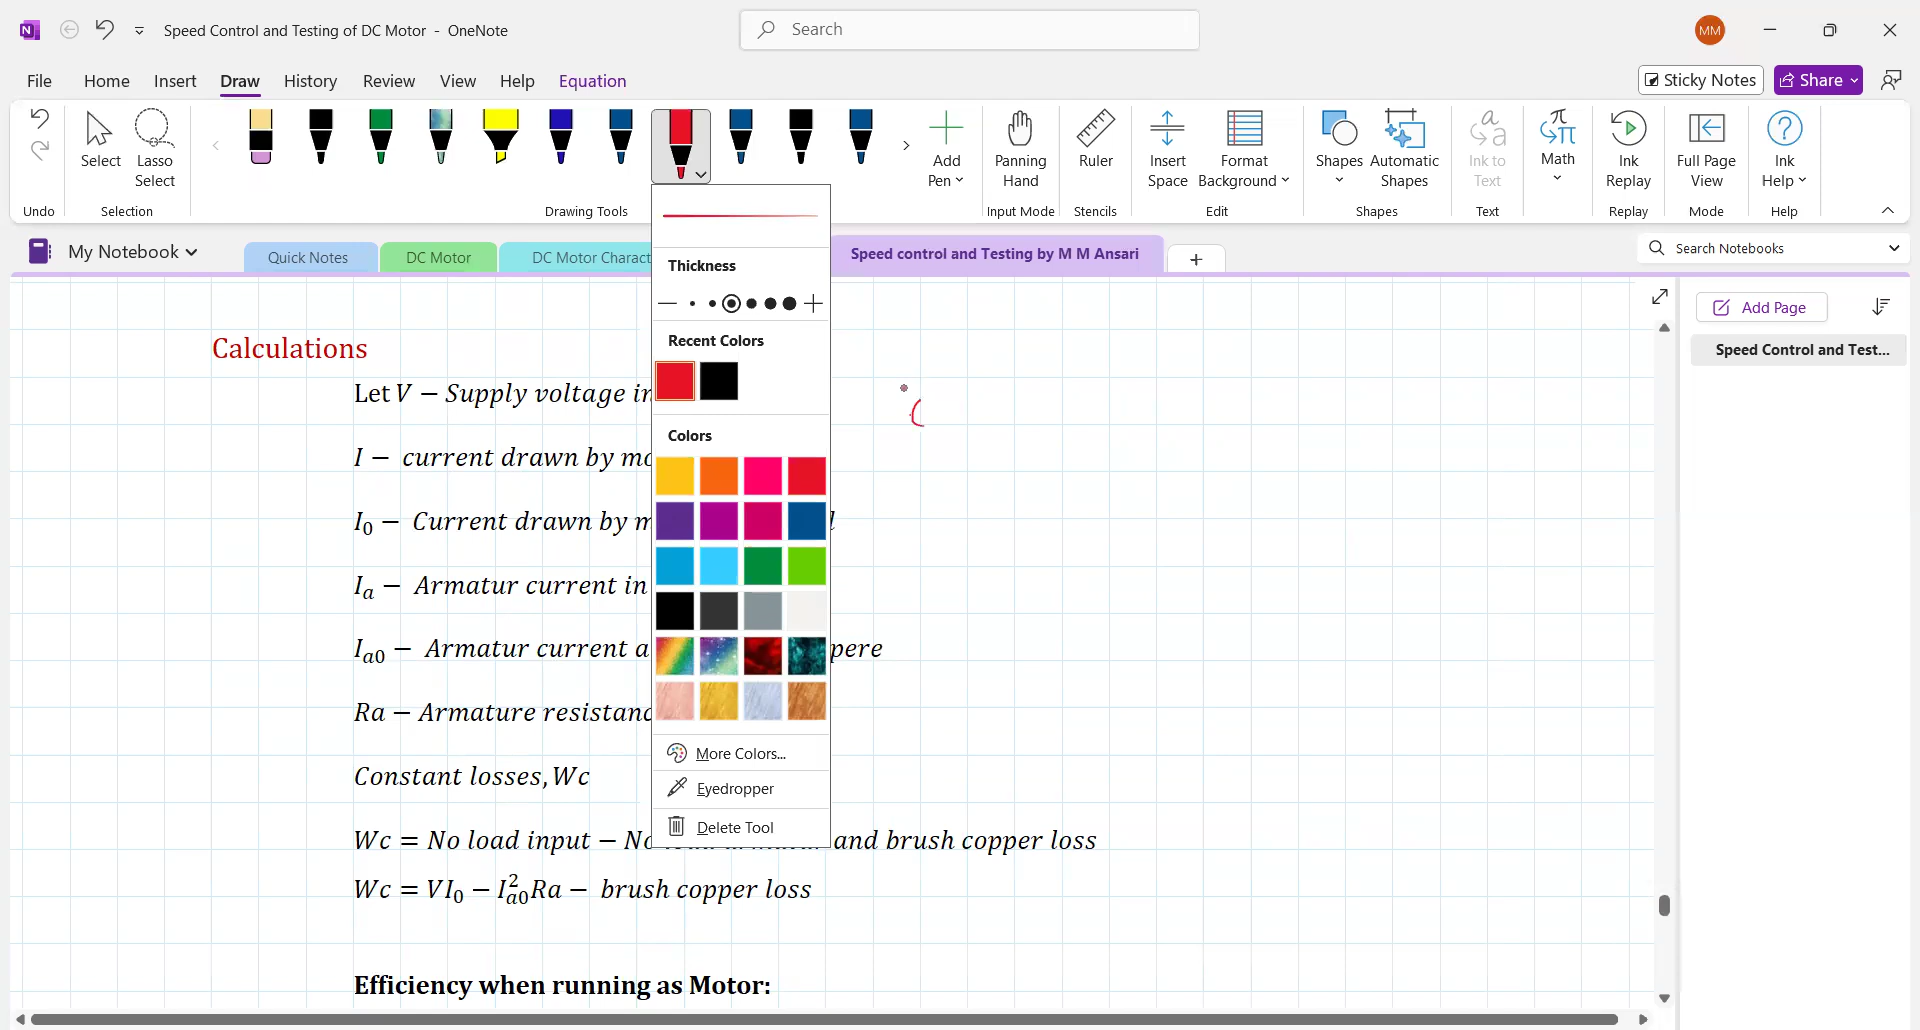 Speed Control and Testing of DC Motor - OneNote
Search
MM
File Home Insert Draw History Review View Help Equation
Sticky Notes Share
Select
Lasso Select
Add Pen
Panning Hand
Ruler
Insert Space
Format Background
Shapes
Automatic Shapes
Ink to Text
Math
Ink Replay
Full Page View
Ink Help
Undo Selection Drawing Tools Input Mode Stencils Edit Shapes Text Replay Mode Help
My Notebook Quick Notes DC Motor DC Motor Charact Speed control and Testing by M M Ansari + Search Notebooks
Add Page
Speed Control and Test...
Thickness
Recent Colors
Colors
More Colors...
Eyedropper
Delete Tool
Calculations
Let V − Supply voltage in
I − current drawn by mo
I₀ − Current drawn by m
Iₐ − Armatur current in
Iₐ₀ − Armatur current a pere
Ra − Armature resistanc
Constant losses, Wc
Wc = No load input − No and brush copper loss
Wc = VI₀ − I²ₐ₀Ra − brush copper loss
Efficiency when running as Motor: